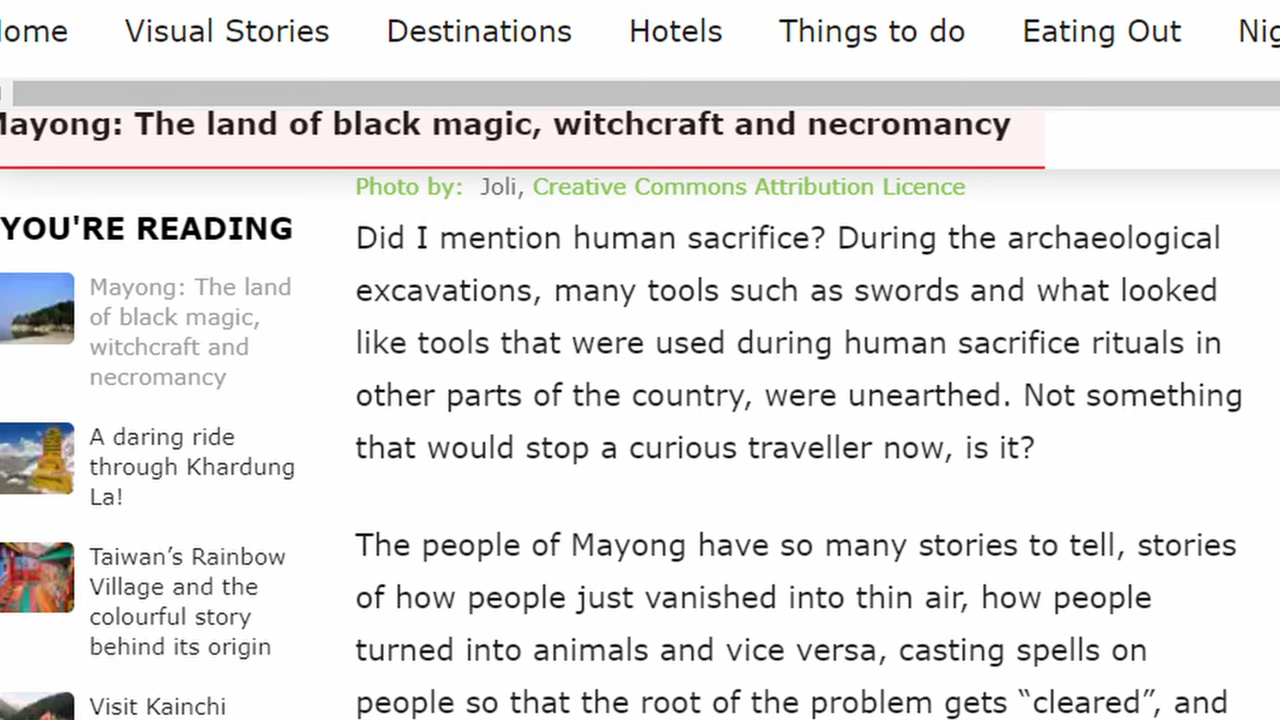 Visual Stories Destinations Hotels Things to do Eating Out
Mayong: The land of black magic, witchcraft and necromancy
Photo by: Joli, Creative Commons Attribution Licence
YOU'RE READING
Mayong: The land
of black magic,
witchcraft and
necromancy
A daring ride
through Khardung
La!
Taiwan’s Rainbow
Village and the
colourful story
behind its origin
Visit Kainchi
Did I mention human sacrifice? During the archaeological
excavations, many tools such as swords and what looked
like tools that were used during human sacrifice rituals in
other parts of the country, were unearthed. Not something
that would stop a curious traveller now, is it?
The people of Mayong have so many stories to tell, stories
of how people just vanished into thin air, how people
turned into animals and vice versa, casting spells on
people so that the root of the problem gets “cleared”, and